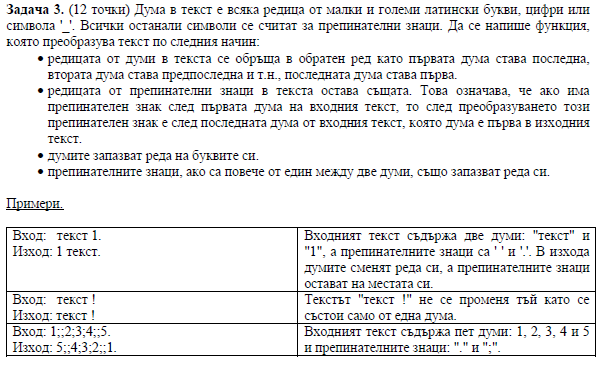 Задача 3. (12 точки) Дума в текст е всяка редица от малки и големи латински букви, цифри или
символа '_'. Всички останали символи се считат за препинателни знаци. Да се напише функция,
която преобразува текст по следния начин:
• редицата от думи в текста се обръща в обратен ред като първата дума става последна,
втората дума става предпоследна и т.н., последната дума става първа.
• редицата от препинателни знаци в текста остава същата. Това означава, че ако има
препинателен знак след първата дума на входния текст, то след преобразуването този
препинателен знак е след последната дума от входния текст, която дума е първа в изходния
текст.
• думите запазват реда на буквите си.
• препинателните знаци, ако са повече от един между две думи, също запазват реда си.
Примери.
Вход: текст 1.
Изход: 1 текст.
Входният текст съдържа две думи: "текст" и
"1", а препинателните знаци са ' ' и '.'. В изхода
думите сменят реда си, а препинателните знаци
остават на местата си.
Вход: текст !
Изход: текст !
Текстът "текст !" не се променя тъй като се
състои само от една дума.
Вход: 1;;2;3;4;;5.
Изход: 5;;4;3;2;;1.
Входният текст съдържа пет думи: 1, 2, 3, 4 и 5
и препинателните знаци: "." и ";".